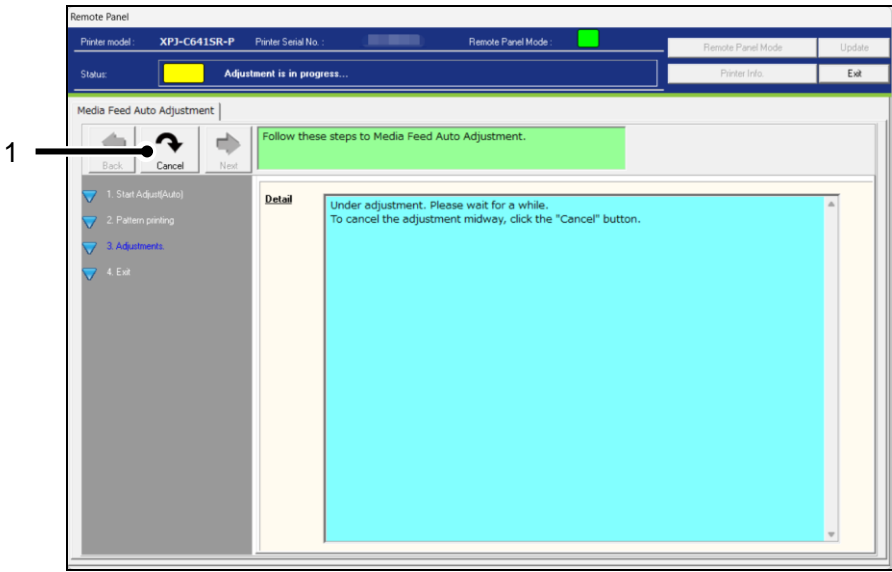 Remote Panel
Printer model : XPJ-C641SR-P Printer Serial No. : Remote Panel Mode :
Remote Panel Mode Update
Status: Adjustment is in progress...
Printer Info. Exit
Media Feed Auto Adjustment
1
Back Cancel Next
Follow these steps to Media Feed Auto Adjustment.
1. Start Adjust(Auto)
2. Pattern printing
3. Adjustments.
4. Exit
Detail
Under adjustment. Please wait for a while.
To cancel the adjustment midway, click the "Cancel" button.